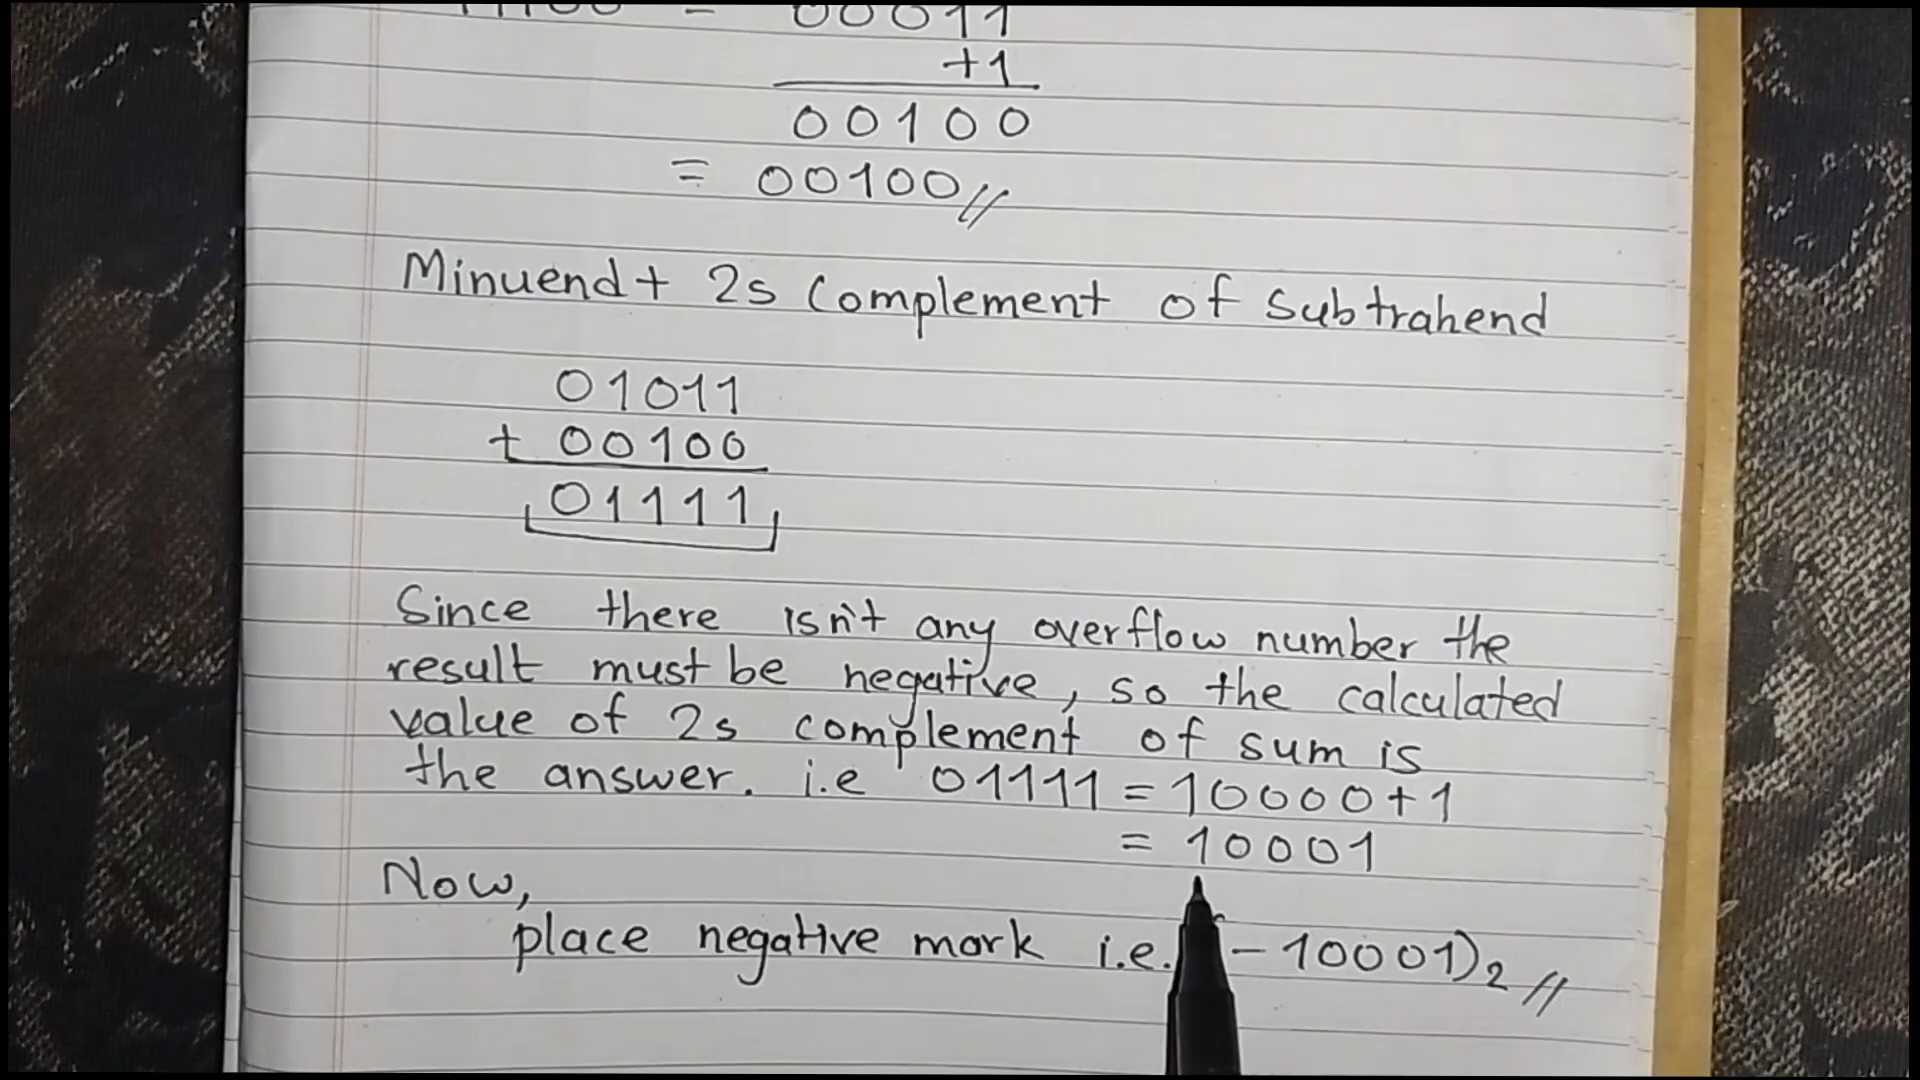 11100 = 00011
+1
00100
= 00100//
Minuend + 2s Complement of Subtrahend
01011
+ 00100
01111
Since there isn't any overflow number the
result must be negative, so the calculated
value of 2s complement of sum is
the answer. i.e 01111 = 10000+1
= 10001
Now,
place negative mark i.e. (-10001)2//